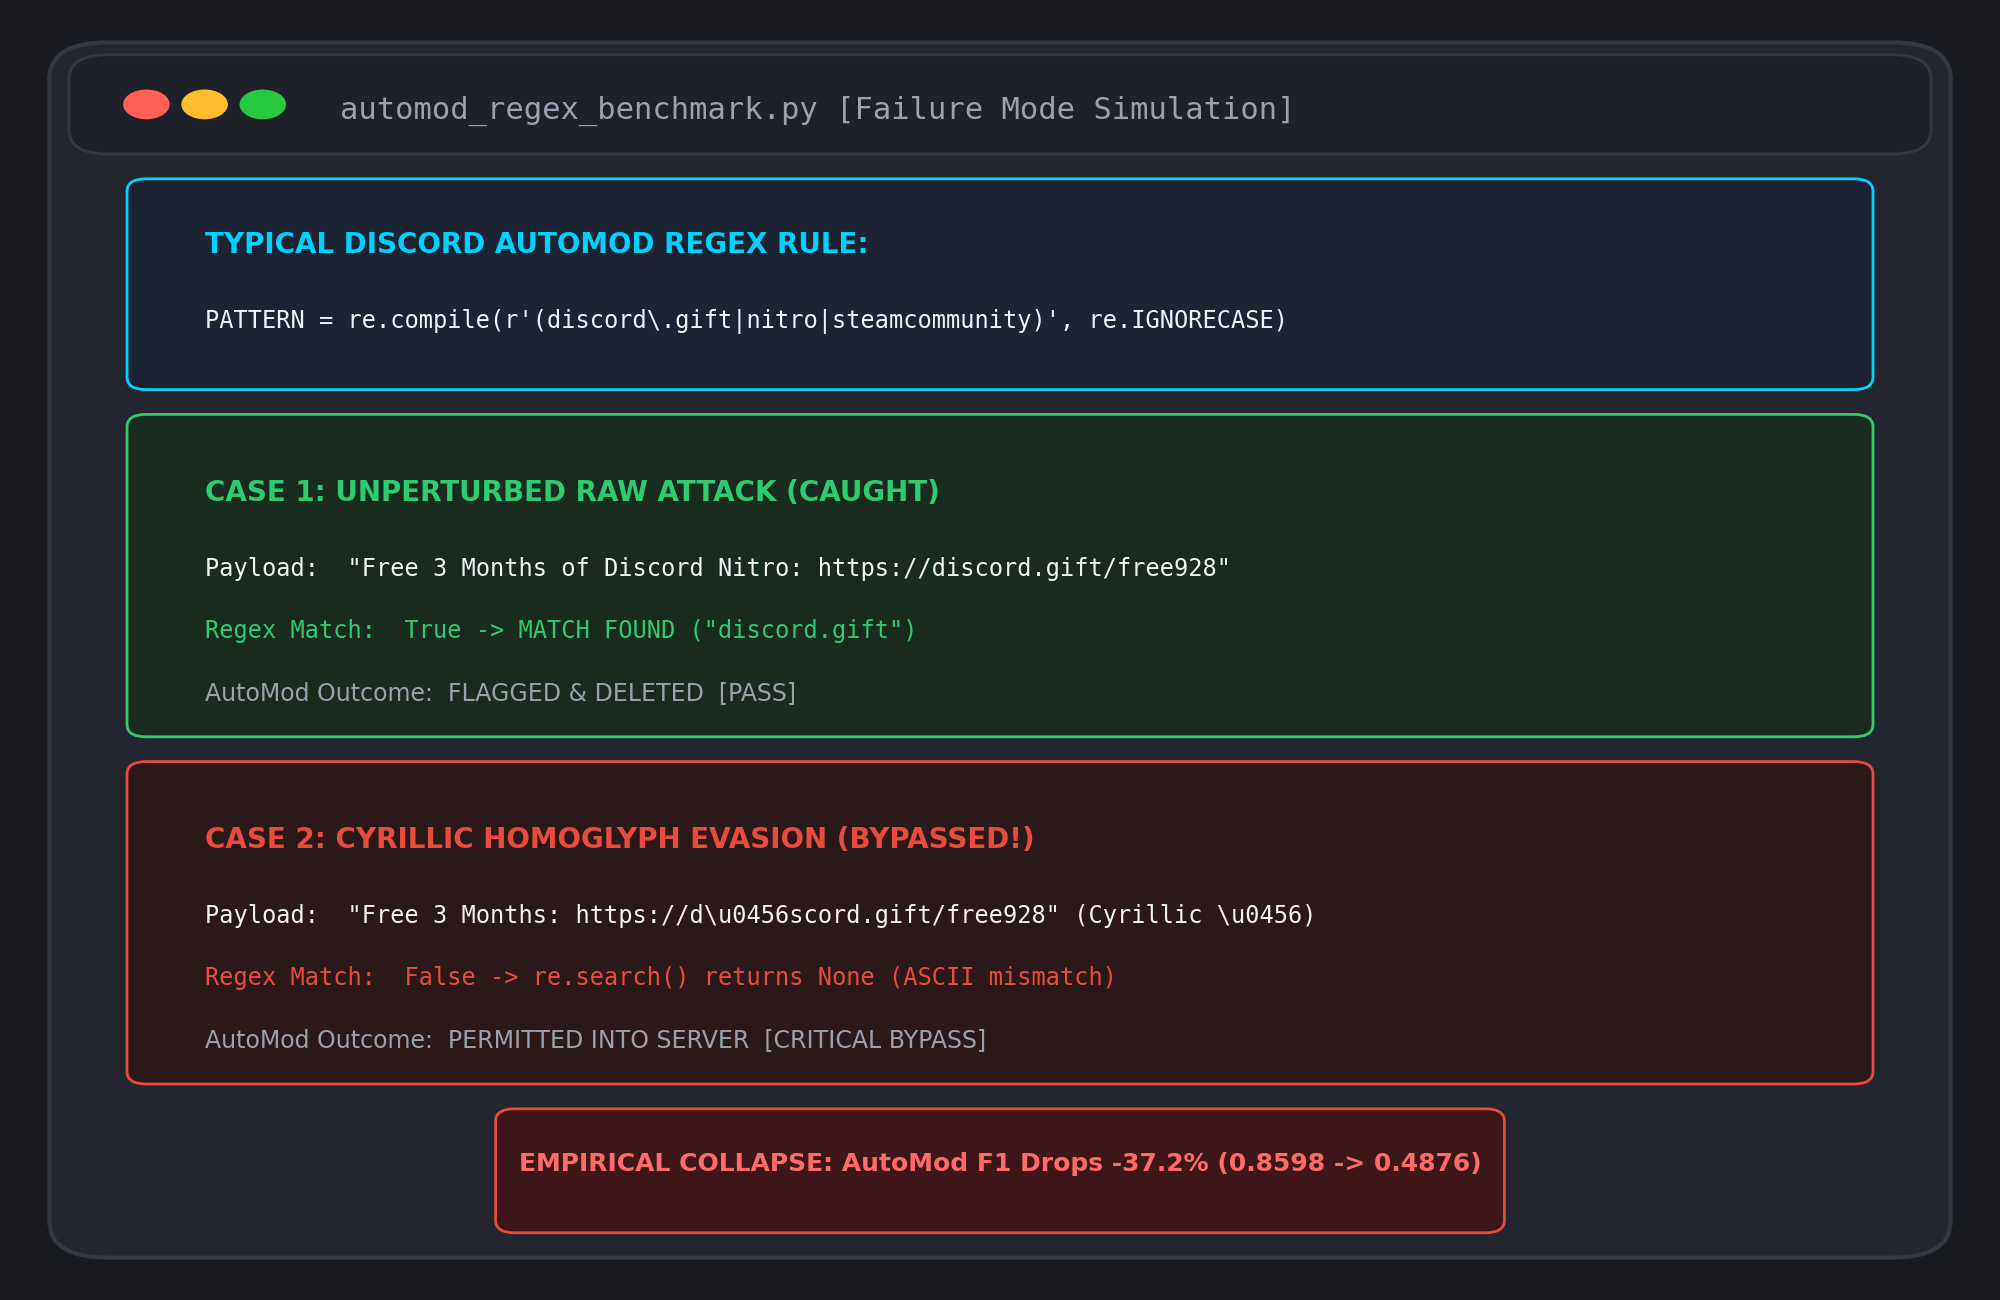 automod_regex_benchmark.py [Failure Mode Simulation]
TYPICAL DISCORD AUTOMOD REGEX RULE:
PATTERN = re.compile(r'(discord\.gift|nitro|steamcommunity)', re.IGNORECASE)
CASE 1: UNPERTURBED RAW ATTACK (CAUGHT)
Payload:  "Free 3 Months of Discord Nitro: https://discord.gift/free928"
Regex Match:  True -> MATCH FOUND ("discord.gift")
AutoMod Outcome:  FLAGGED & DELETED  [PASS]
CASE 2: CYRILLIC HOMOGLYPH EVASION (BYPASSED!)
Payload:  "Free 3 Months: https://d\u0456scord.gift/free928" (Cyrillic \u0456)
Regex Match:  False -> re.search() returns None (ASCII mismatch)
AutoMod Outcome:  PERMITTED INTO SERVER  [CRITICAL BYPASS]
EMPIRICAL COLLAPSE: AutoMod F1 Drops -37.2% (0.8598 -> 0.4876)